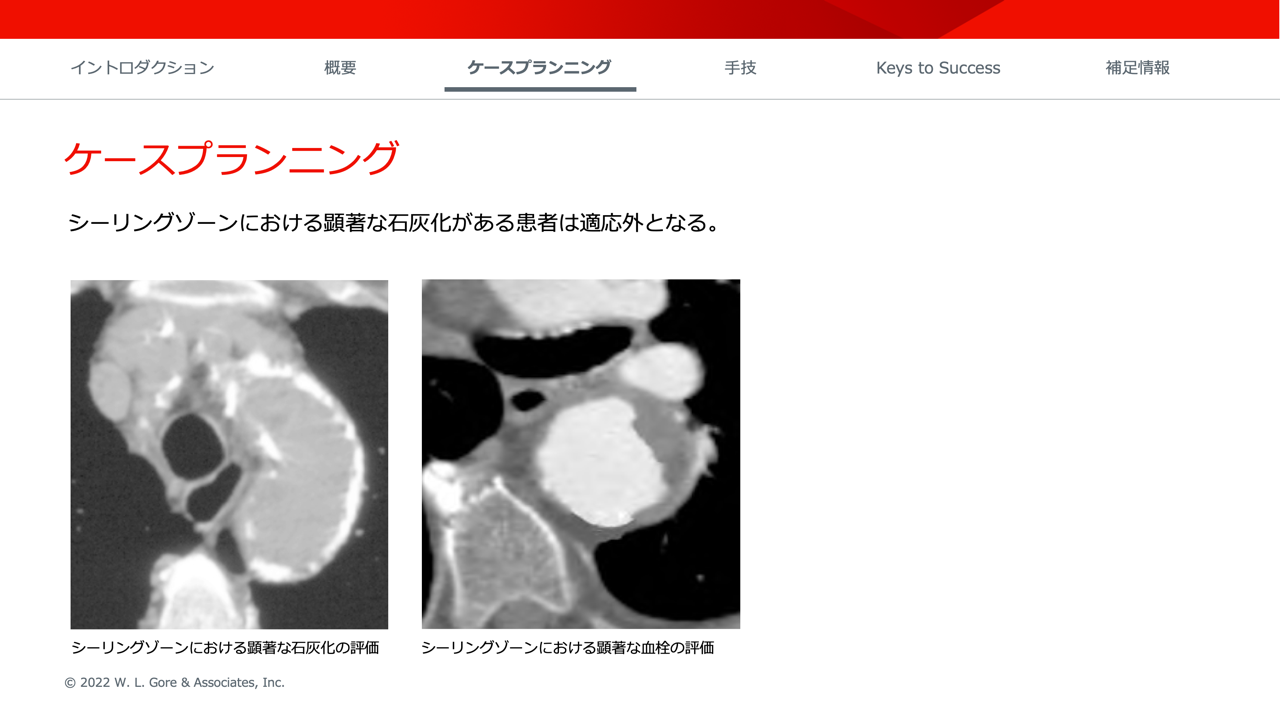 イントロダクション
概要
ケースプランニング
手技
Keys to Success
補足情報
ケースプランニング
シーリングゾーンにおける顕著な石灰化がある患者は適応外となる。
シーリングゾーンにおける顕著な石灰化の評価
シーリングゾーンにおける顕著な血栓の評価
© 2022 W. L. Gore & Associates, Inc.